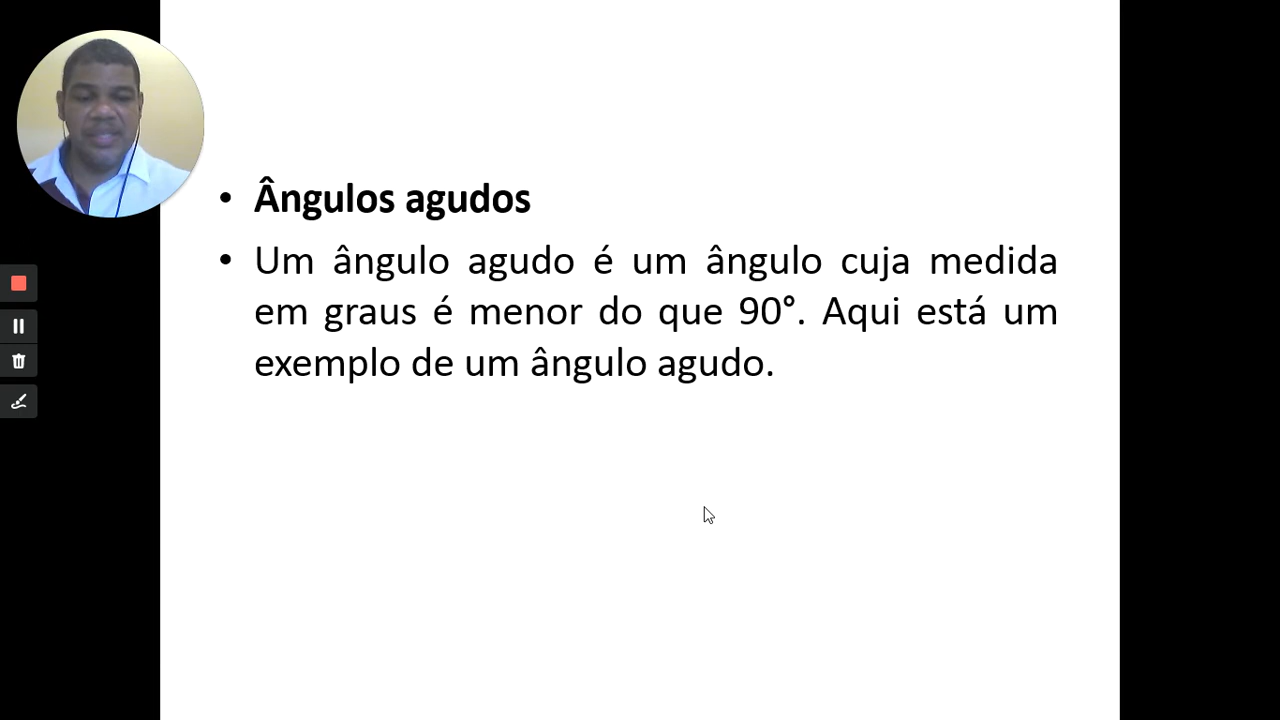 • Ângulos agudos
• Um ângulo agudo é um ângulo cuja medida
em graus é menor do que 90°. Aqui está um
exemplo de um ângulo agudo.